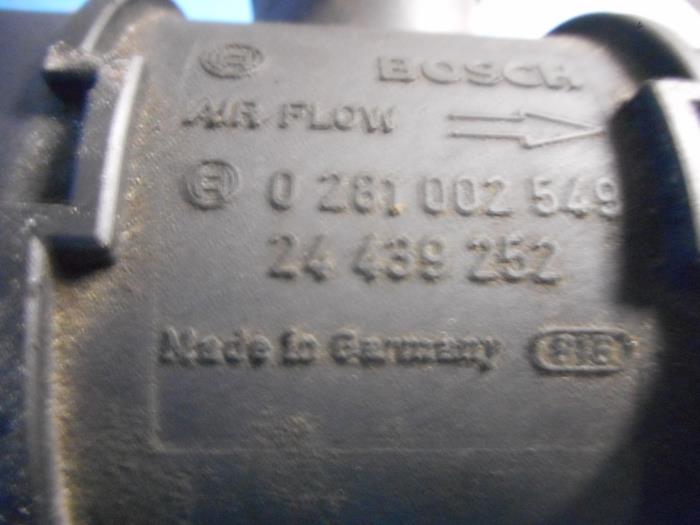 BOSCH
AIR FLOW
0 281 002 549
24 439 252
Made in Germany